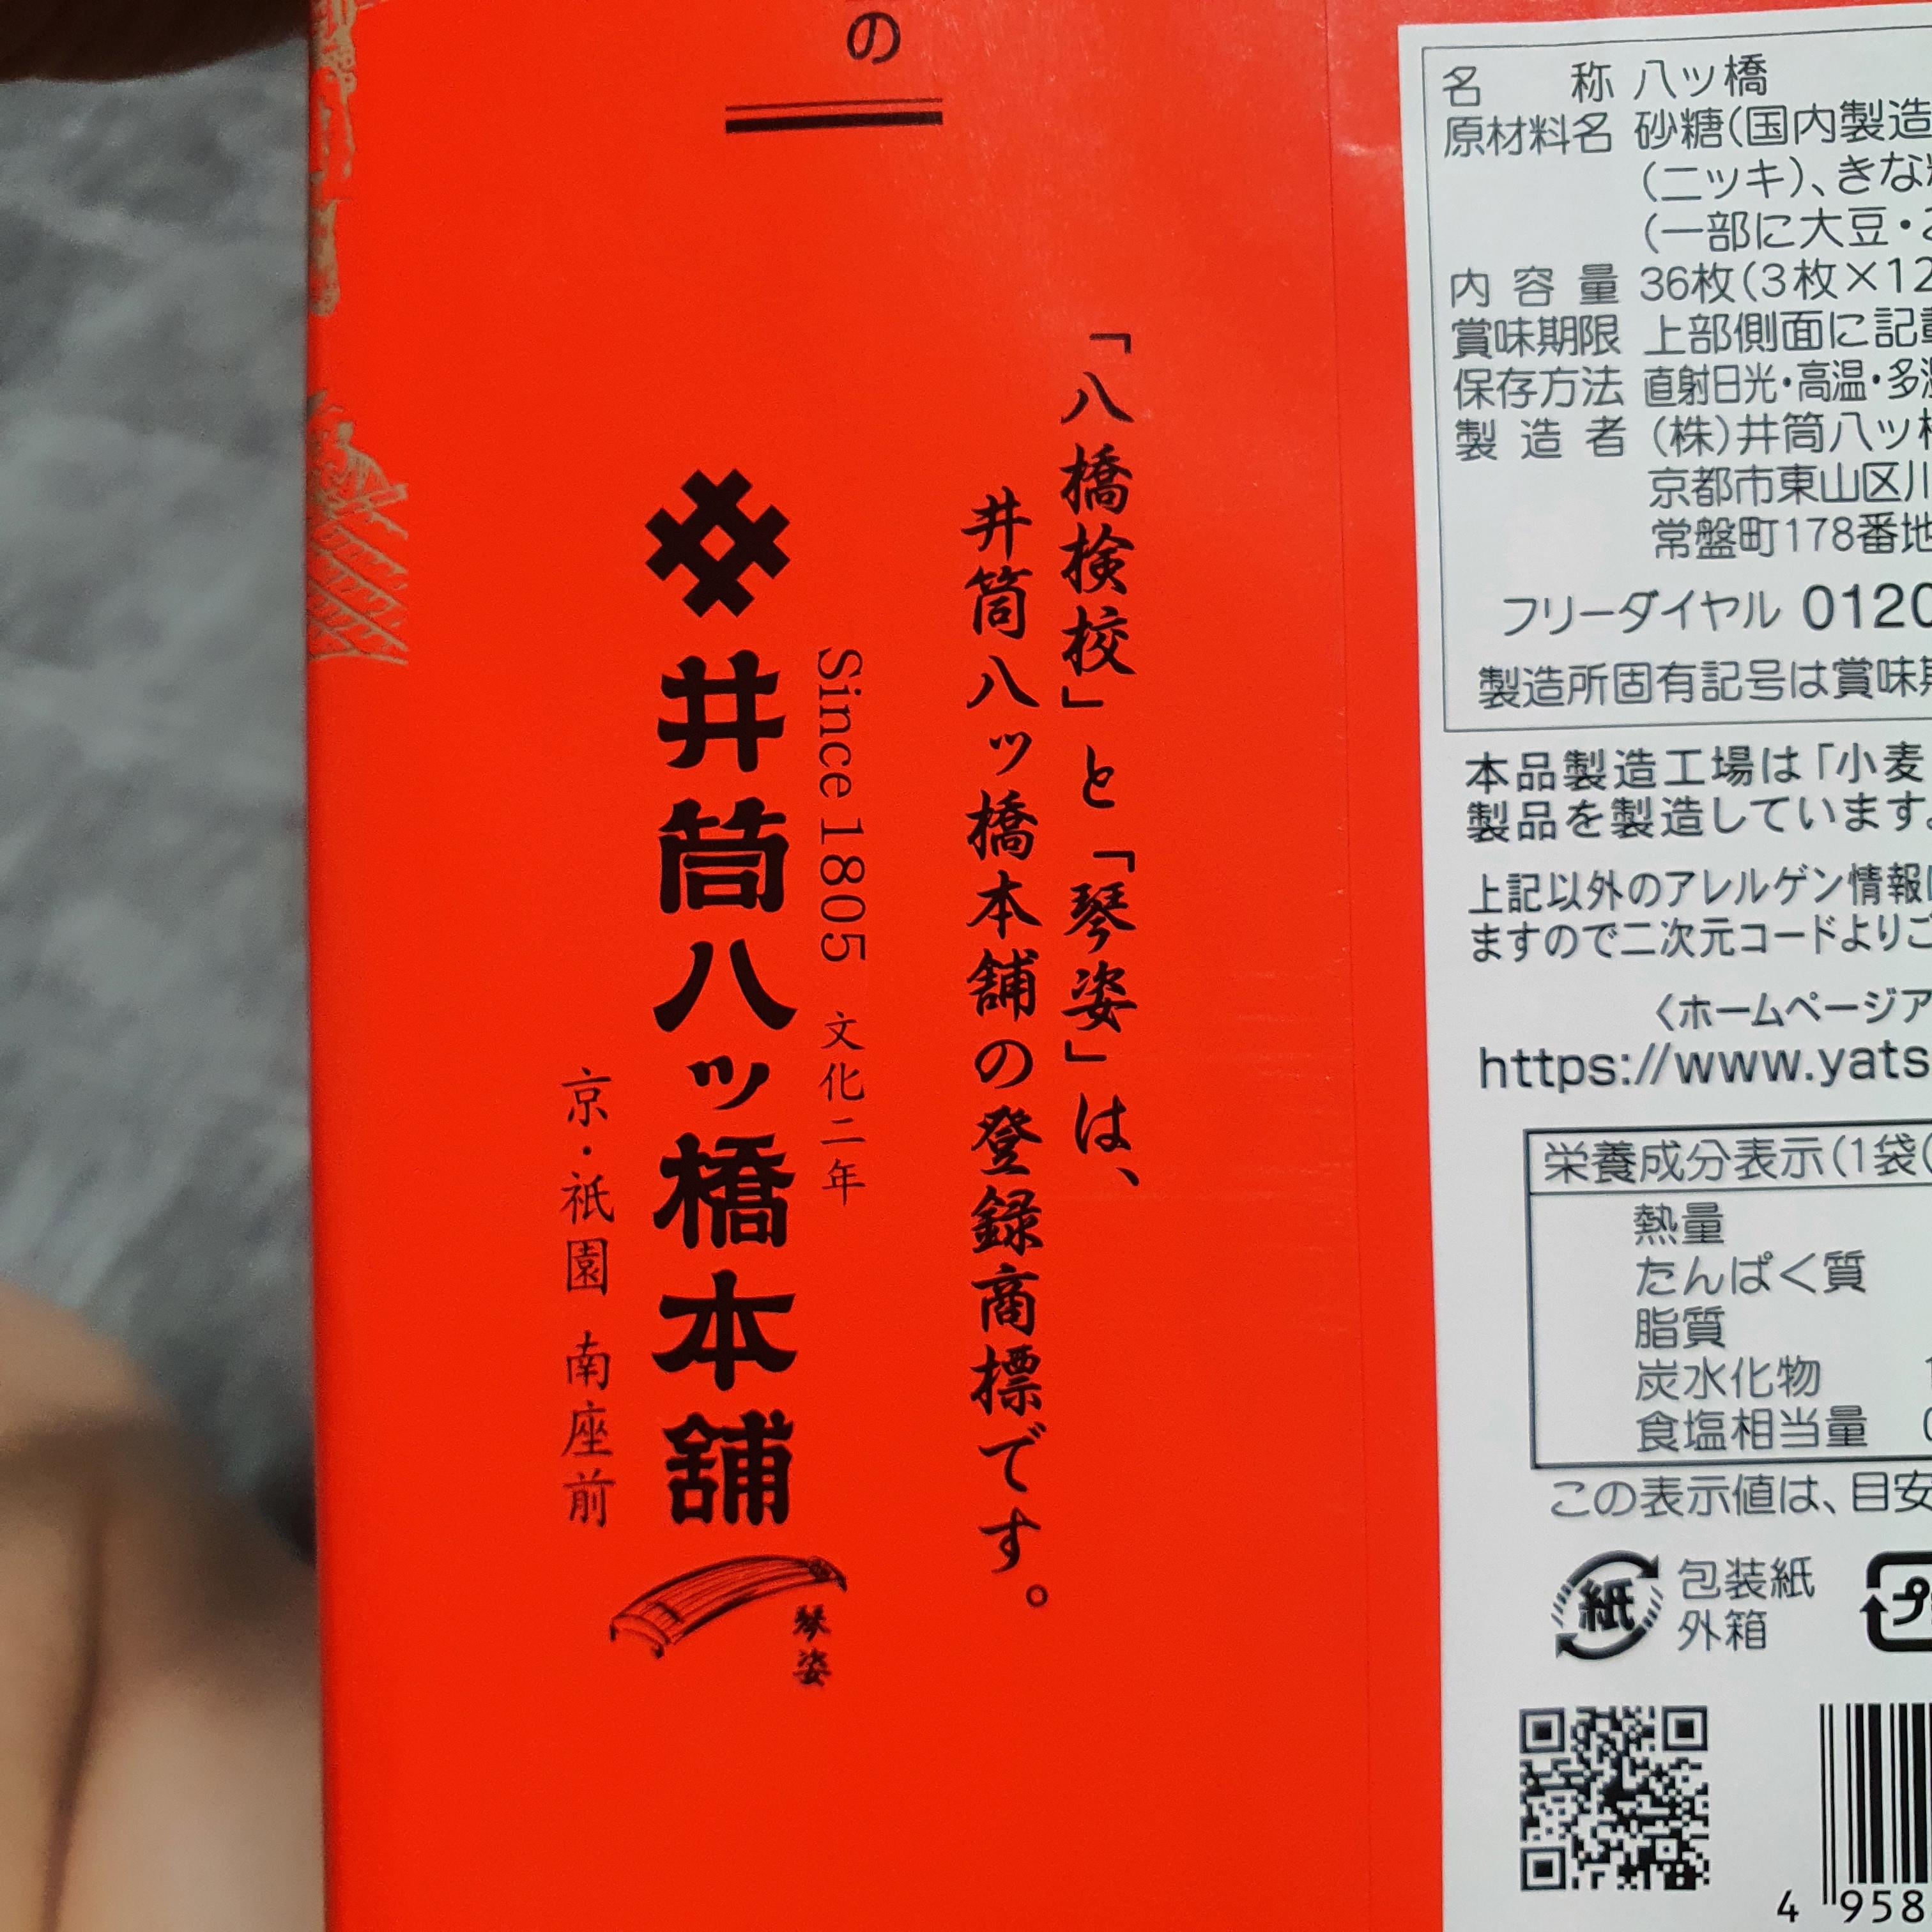 の
「八橋検校」と「琴姿」は、
井筒八ッ橋本舗の登録商標です。
Since 1805 文化二年
井筒八ッ橋本舗
京・祇園 南座前
琴姿
名称 八ッ橋
原材料名 砂糖(国内製造
(ニッキ)、きな
(一部に大豆・
内容量 36枚(3枚×12
賞味期限 上部側面に記
保存方法 直射日光・高温・多
製造者 (株)井筒八ッ
京都市東山区川
常盤町178番地
フリーダイヤル 0120
製造所固有記号は賞味
本品製造工場は「小麦
製品を製造しています。
上記以外のアレルゲン情報
ますので二次元コードよりご
〈ホームページア
https://www.yats
栄養成分表示(1袋(
熱量
たんぱく質
脂質
炭水化物 1
食塩相当量 0
この表示値は、目安
紙 包装紙
外箱
プ
4 958